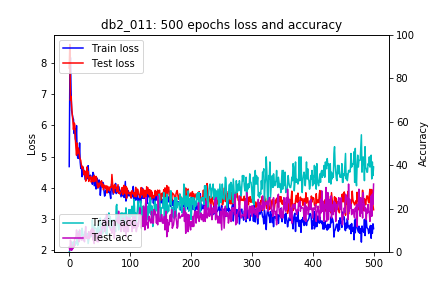 db2_011: 500 epochs loss and accuracy
Train loss
Test loss
Train acc
Test acc
Loss
8
7
6
5
4
3
2
Accuracy
100
80
60
40
20
0
0 100 200 300 400 500